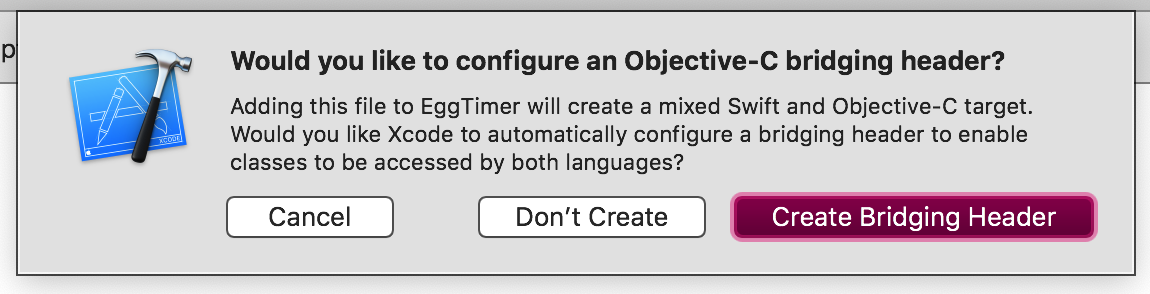 p
Would you like to configure an Objective-C bridging header?
Adding this file to EggTimer will create a mixed Swift and Objective-C target.
Would you like Xcode to automatically configure a bridging header to enable
classes to be accessed by both languages?
XCODE
Cancel
Don’t Create
Create Bridging Header